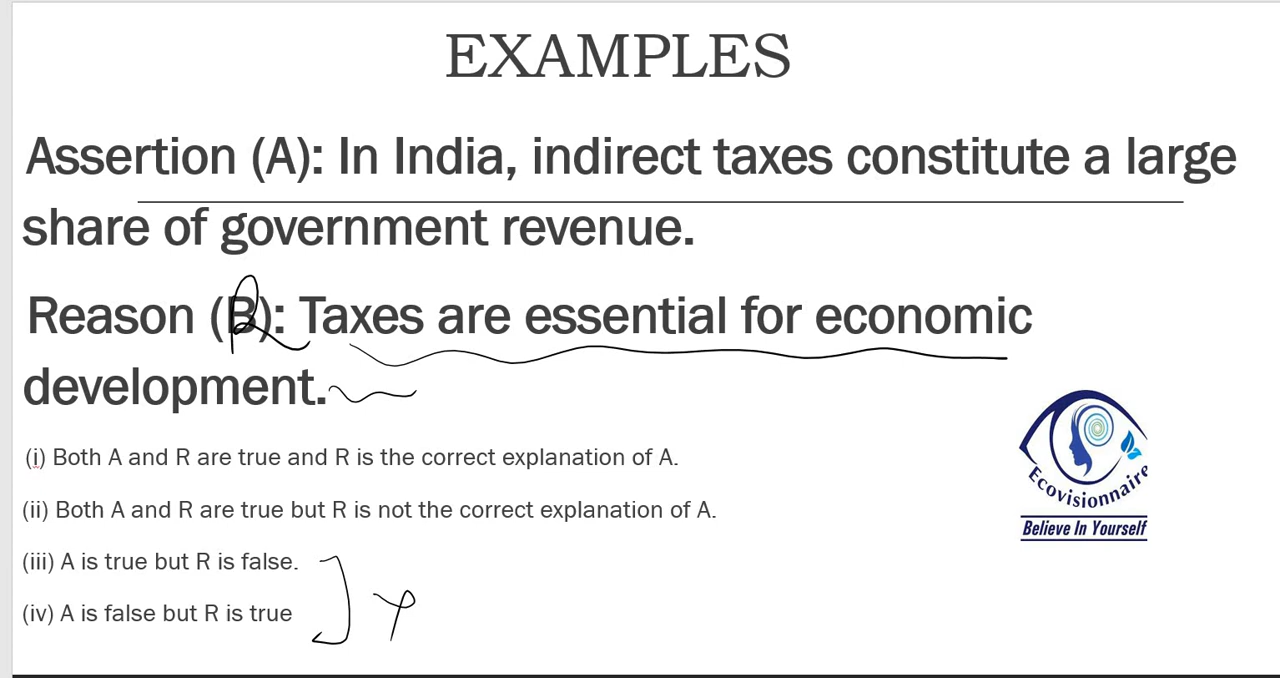 EXAMPLES
Assertion (A): In India, indirect taxes constitute a large
share of government revenue.
Reason (R): Taxes are essential for economic
development.
(i) Both A and R are true and R is the correct explanation of A.
(ii) Both A and R are true but R is not the correct explanation of A.
(iii) A is true but R is false.
(iv) A is false but R is true
Ecovisionnaire
Believe In Yourself